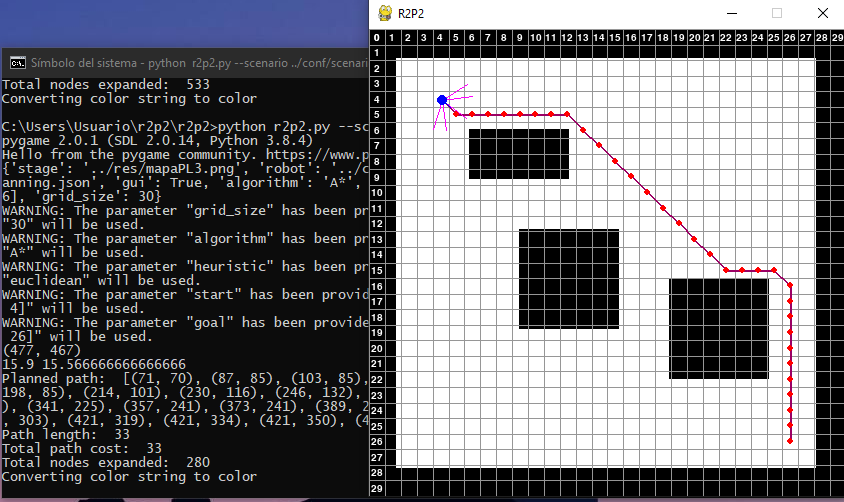 R2P2
0 1 2 3 4 5 6 7 8 9 10 11 12 13 14 15 16 17 18 19 20 21 22 23 24 25 26 27 28 29
1
2
3
4
5
6
7
8
9
10
11
12
13
14
15
16
17
18
19
20
21
22
23
24
25
26
27
28
29
Símbolo del sistema - python r2p2.py --scenario ../conf/scenari
Total nodes expanded: 533
Converting color string to color
C:\Users\Usuario\r2p2\r2p2>python r2p2.py --sc
pygame 2.0.1 (SDL 2.0.14, Python 3.8.4)
Hello from the pygame community. https://www.p
{'stage': '../res/mapaPL3.png', 'robot': '../c
anning.json', 'gui': True, 'algorithm': 'A*',
6], 'grid_size': 30}
WARNING: The parameter "grid_size" has been pr
"30" will be used.
WARNING: The parameter "algorithm" has been pr
"A*" will be used.
WARNING: The parameter "heuristic" has been pr
"euclidean" will be used.
WARNING: The parameter "start" has been provid
 4]" will be used.
WARNING: The parameter "goal" has been provide
 26]" will be used.
(477, 467)
15.9 15.566666666666666
Planned path:  [(71, 70), (87, 85), (103, 85),
198, 85), (214, 101), (230, 116), (246, 132),
), (341, 225), (357, 241), (373, 241), (389, 2
, 303), (421, 319), (421, 334), (421, 350), (4
Path length:  33
Total path cost:  33
Total nodes expanded:  280
Converting color string to color